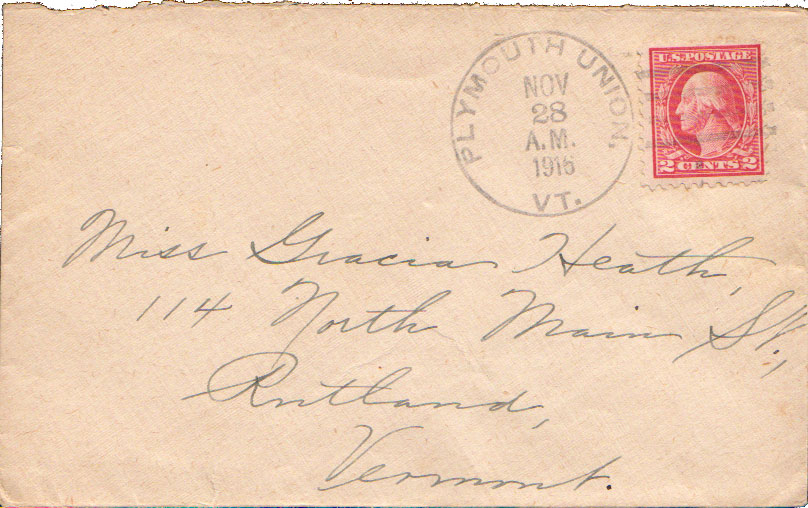 PLYMOUTH UNION,
NOV
28
A.M.
1916
VT.
U.S. POSTAGE
2 CENTS 2
Miss Gracia Heath,
114 North Main St.,
Rutland,
Vermont.